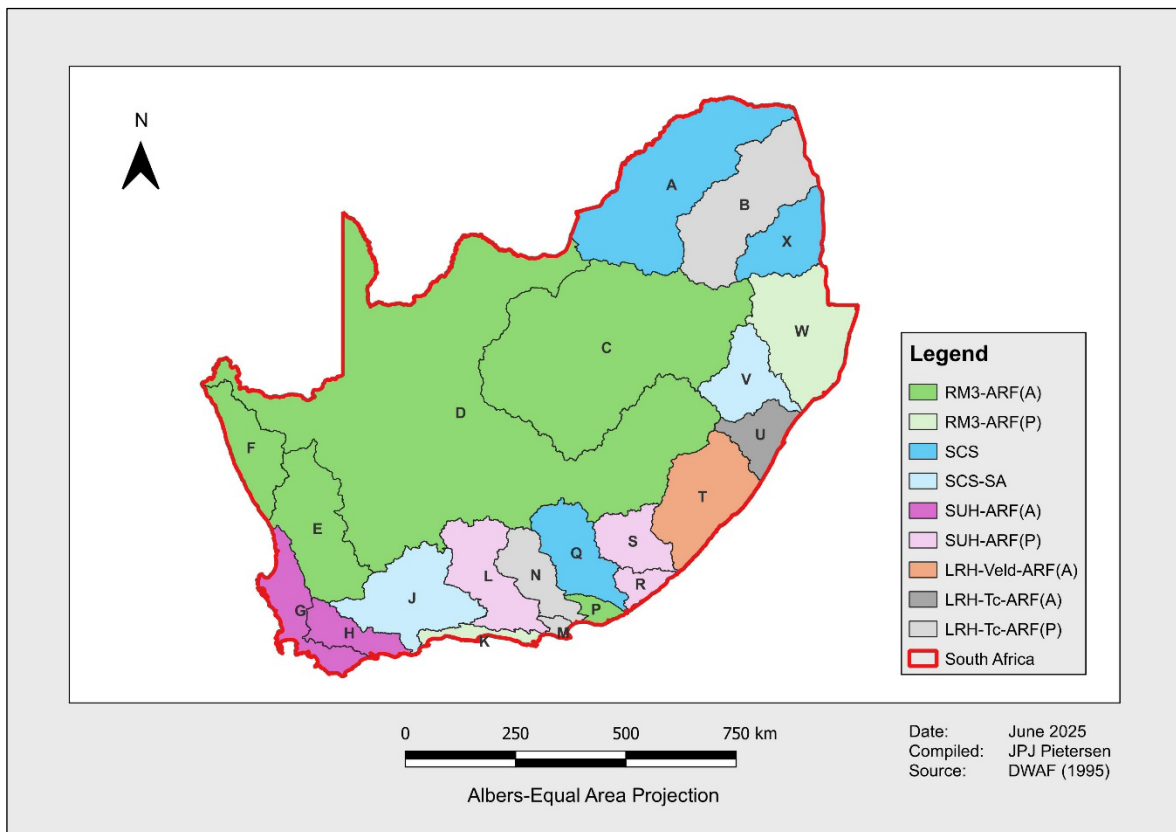 N
A
B
X
C
W
V
D
U
F
T
E
S
Q
L
N
R
J
P
G
H
M
K
Legend
RM3-ARF(A)
RM3-ARF(P)
SCS
SCS-SA
SUH-ARF(A)
SUH-ARF(P)
LRH-Veld-ARF(A)
LRH-Tc-ARF(A)
LRH-Tc-ARF(P)
South Africa
0 250 500 750 km
Albers-Equal Area Projection
Date: June 2025
Compiled: JPJ Pietersen
Source: DWAF (1995)